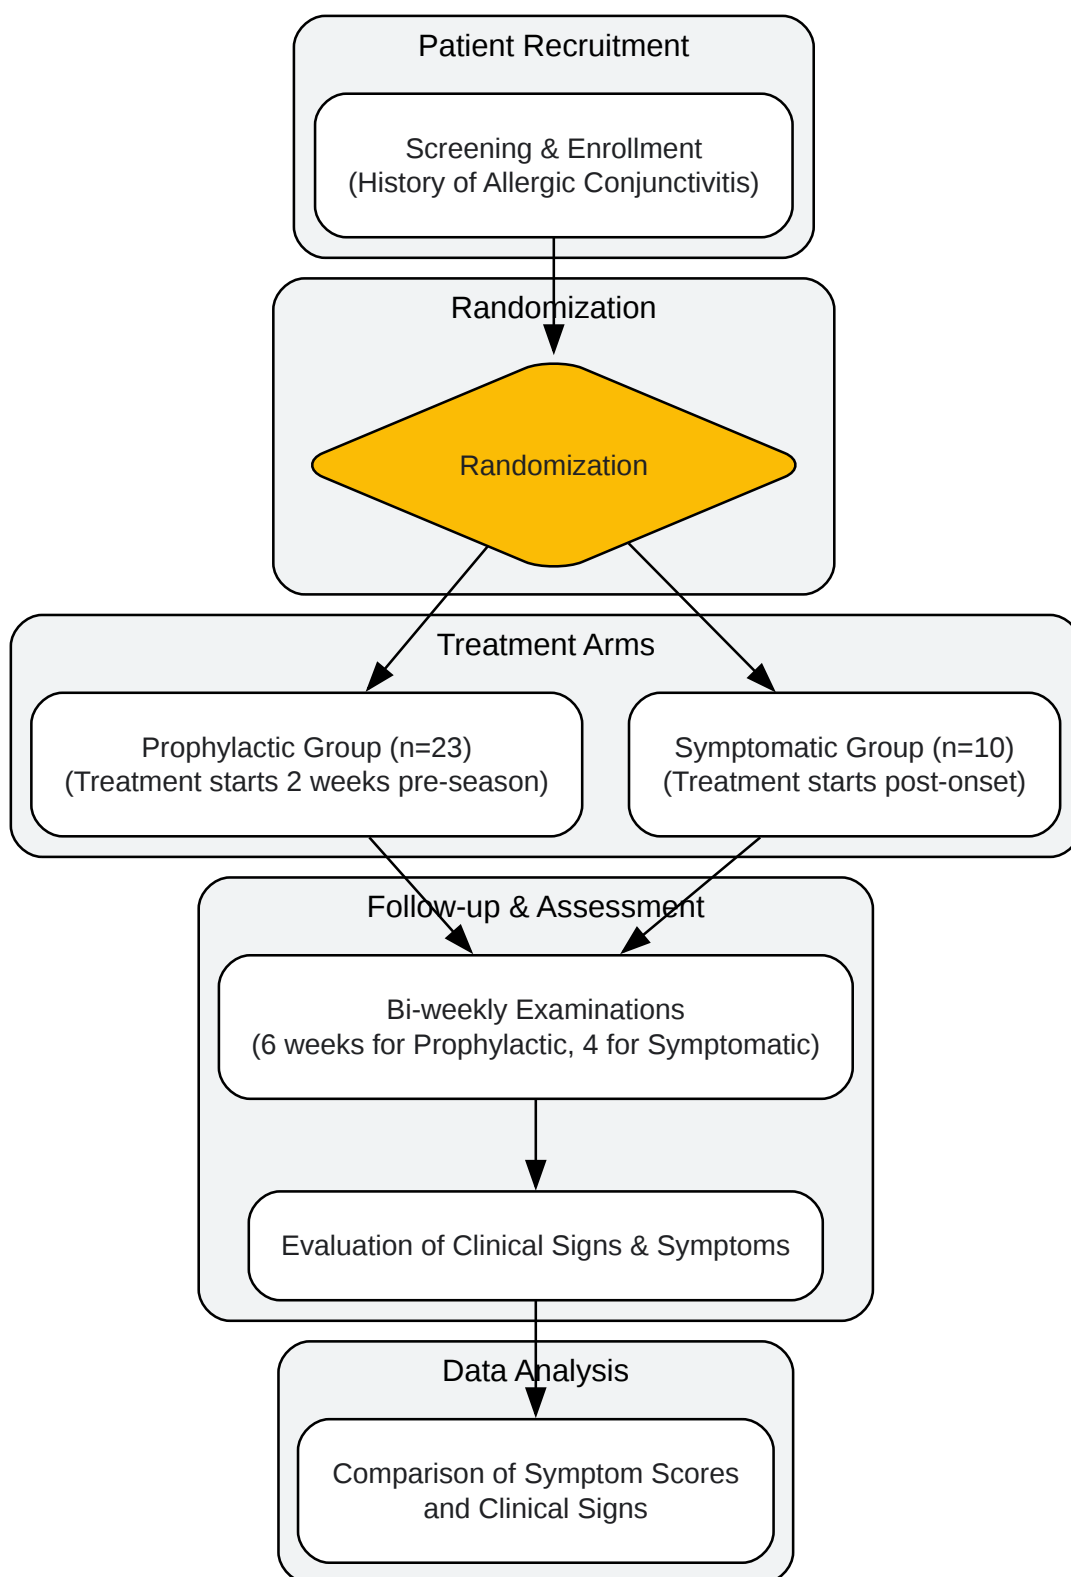 Patient Recruitment
Screening & Enrollment
(History of Allergic Conjunctivitis)
Randomization
Randomization
Treatment Arms
Prophylactic Group (n=23)
(Treatment starts 2 weeks pre-season)
Symptomatic Group (n=10)
(Treatment starts post-onset)
Follow-up & Assessment
Bi-weekly Examinations
(6 weeks for Prophylactic, 4 for Symptomatic)
Evaluation of Clinical Signs & Symptoms
Data Analysis
Comparison of Symptom Scores
and Clinical Signs